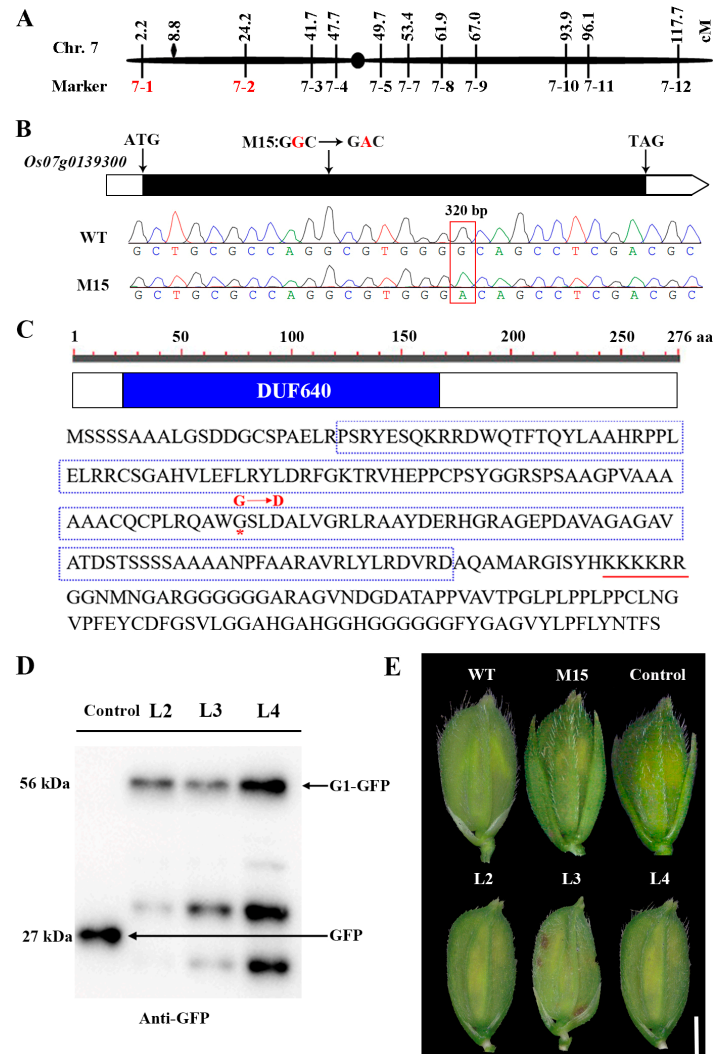 A
2.2 8.8 24.2 41.7 47.7 49.7 53.4 61.9 67.0 93.9 96.1 117.7 cM
Chr. 7
Marker 7-1 7-2 7-3 7-4 7-5 7-7 7-8 7-9 7-10 7-11 7-12
B
ATG M15:GGC GAC TAG
Os07g0139300
320 bp
WT
G C T G C G C C A G G C G T G G G G C A G C C T C G A C G C
M15
G C T G C G C C A G G C G T G G G A C A G C C T C G A C G C
C
1 50 100 150 200 250 276 aa
DUF640
MSSSSAAALGSDDGCSPAELRPSRYESQKRRDWQTFTQYLAAHRPPL
ELRRCSGAHVLEFLRYLDRFGKTRVHEPPCPSYGGRSPSAAGPVAAA
G D
AAACQCPLRQAWGSLDALVGRLRAAYDERHGRAGEPDAVAGAGAV
*
ATDSTSSSSAAAANPFAARAVRLYLRDVRDAQAMARGISYHKKKKRR
GGNMNGARGGGGGGARAGVNDGDATAPPVAVTPGLPLPPLPPCLNG
VPFEYCDFGSVLGGAHGAHGGHGGGGGGFYGAGVYLPFLYNTFS
D
Control L2 L3 L4
56 kDa G1-GFP
27 kDa GFP
Anti-GFP
E
WT M15 Control
L2 L3 L4